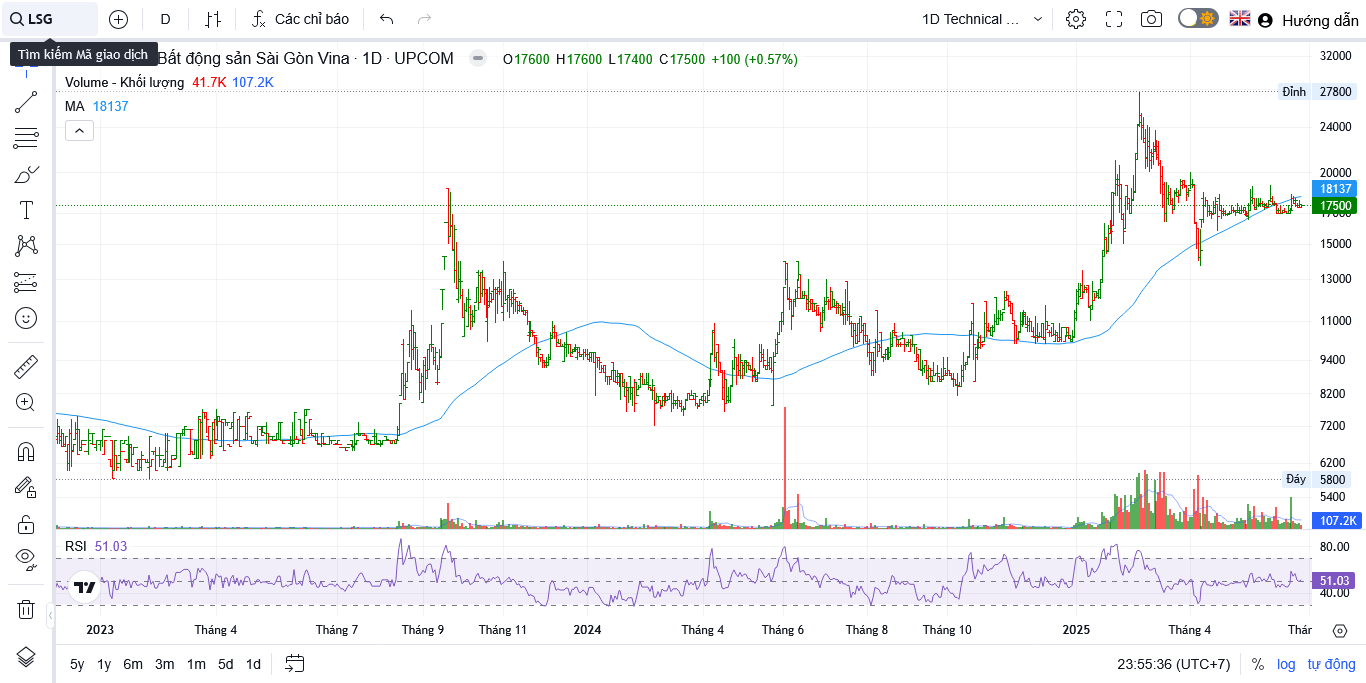 LSG D Các chỉ báo 1D Technical ... Hướng dẫn
Tìm kiếm Mã giao dịch
Bất động sản Sài Gòn Vina · 1D · UPCOM O17600 H17600 L17400 C17500 +100 (+0.57%)
Volume - Khối lượng 41.7K 107.2K
MA 18137
32000
Đỉnh 27800
24000
20000
18137
17500
15000
13000
11000
9400
8200
7200
6200
Đáy 5800
5400
107.2K
RSI 51.03
80.00
51.03
40.00
2023 Tháng 4 Tháng 7 Tháng 9 Tháng 11 2024 Tháng 4 Tháng 6 Tháng 8 Tháng 10 2025 Tháng 4 Thár
5y 1y 6m 3m 1m 5d 1d 23:55:36 (UTC+7) % log tự động